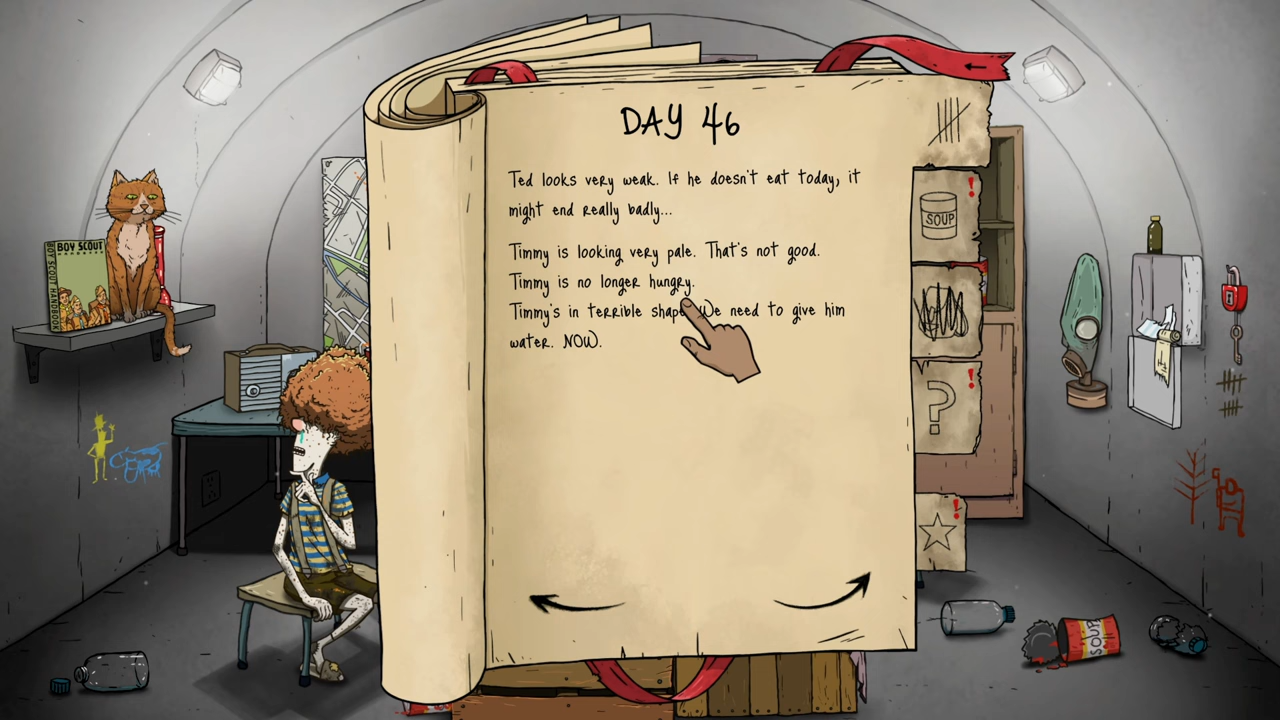 DAY 46
Ted looks very weak. If he doesn't eat today, it
might end really badly...
Timmy is looking very pale. That's not good.
Timmy is no longer hungry.
Timmy's in terrible shape. We need to give him
water. NOW.
SOUP
?
BOY SCOUT
BOY SCOUT HANDBOOK
SOUP